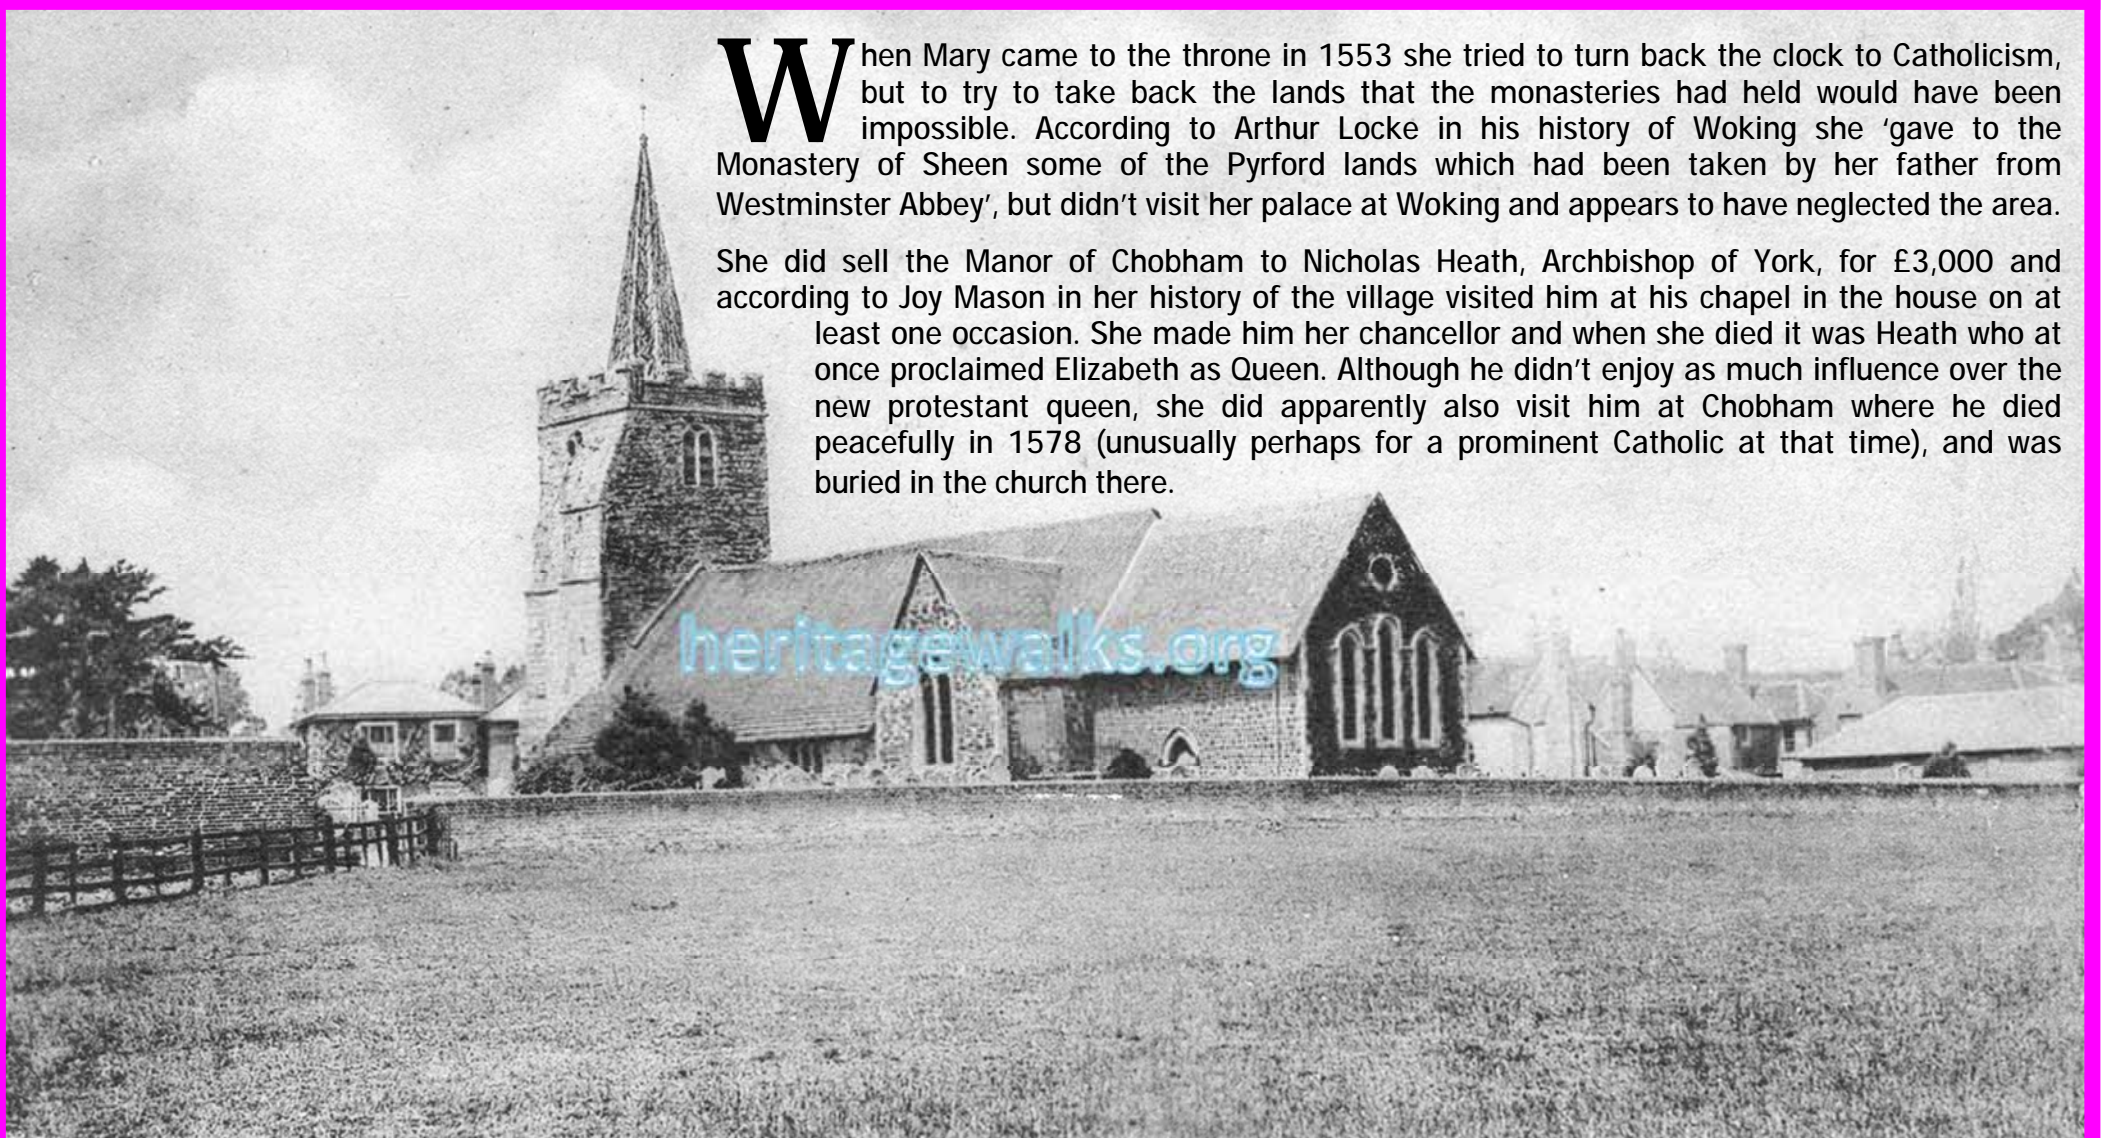 When Mary came to the throne in 1553 she tried to turn back the clock to Catholicism,
but to try to take back the lands that the monasteries had held would have been
impossible. According to Arthur Locke in his history of Woking she ‘gave to the
Monastery of Sheen some of the Pyrford lands which had been taken by her father from
Westminster Abbey’, but didn’t visit her palace at Woking and appears to have neglected the area.
She did sell the Manor of Chobham to Nicholas Heath, Archbishop of York, for £3,000 and
according to Joy Mason in her history of the village visited him at his chapel in the house on at
least one occasion. She made him her chancellor and when she died it was Heath who at
once proclaimed Elizabeth as Queen. Although he didn’t enjoy as much influence over the
new protestant queen, she did apparently also visit him at Chobham where he died
peacefully in 1578 (unusually perhaps for a prominent Catholic at that time), and was
buried in the church there.
heritagewalks.org